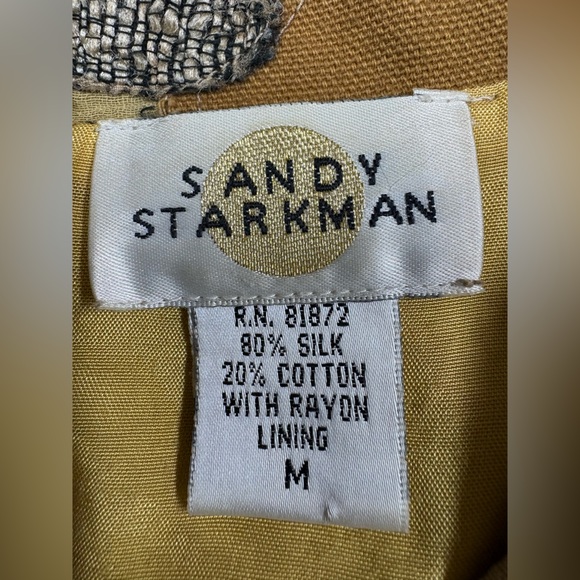 SANDY
STARKMAN
R.N. 81872
80% SILK
20% COTTON
WITH RAYON
LINING
M